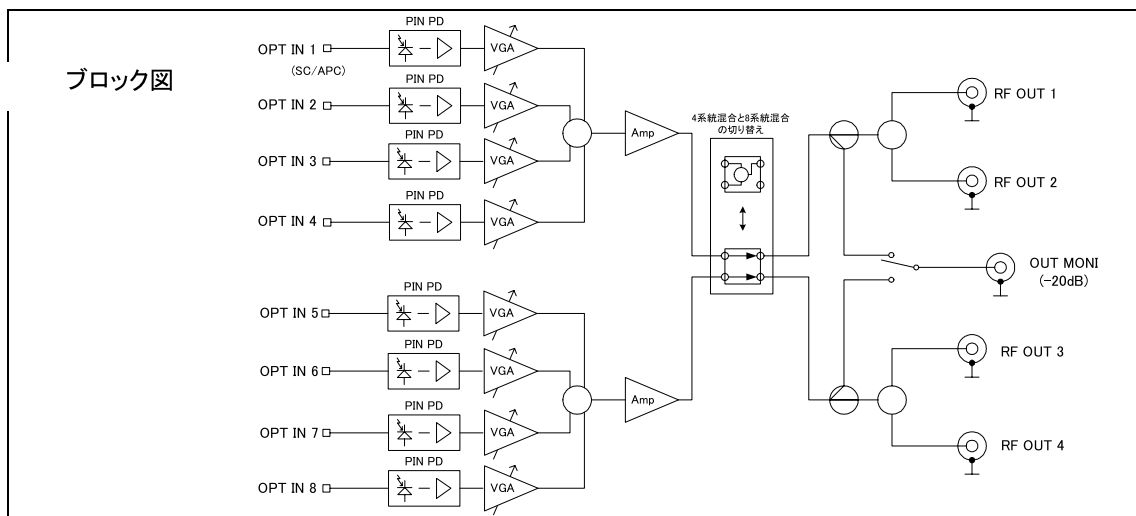 ブロック図
PIN PD
OPT IN 1
VGA
(SC/APC)
PIN PD
OPT IN 2
VGA
PIN PD
OPT IN 3
VGA
PIN PD
OPT IN 4
VGA
Amp
4系統混合と8系統混合
の切り替え
RF OUT 1
RF OUT 2
OUT MONI
(-20dB)
PIN PD
OPT IN 5
VGA
PIN PD
OPT IN 6
VGA
PIN PD
OPT IN 7
VGA
PIN PD
OPT IN 8
VGA
Amp
RF OUT 3
RF OUT 4